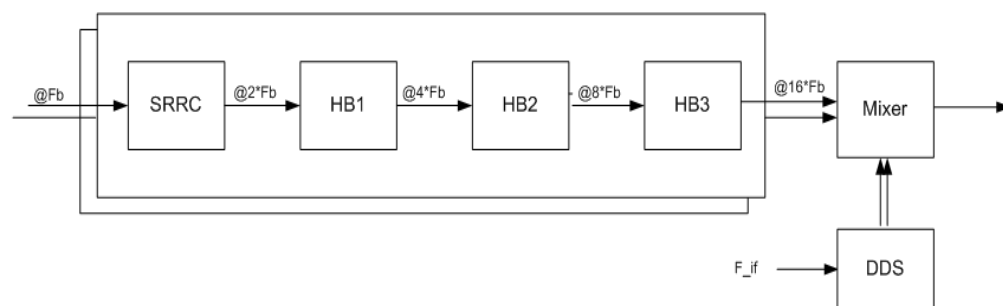 @Fb
SRRC
@2*Fb
HB1
@4*Fb
HB2
@8*Fb
HB3
@16*Fb
Mixer
F_if
DDS